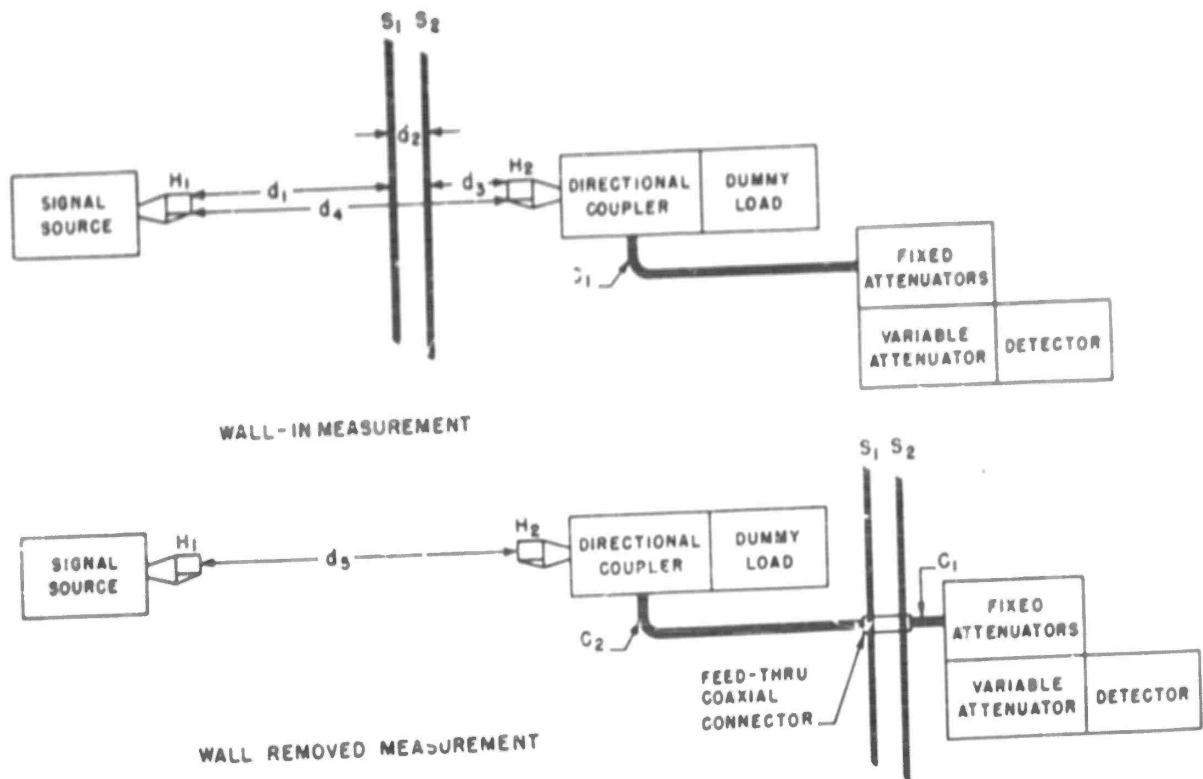 S1 S2
d2
SIGNAL
SOURCE
H1
d1
d4
d3
H2
DIRECTIONAL
COUPLER
DUMMY
LOAD
C1
FIXED
ATTENUATORS
VARIABLE
ATTENUATOR
DETECTOR
WALL-IN MEASUREMENT
S1 S2
SIGNAL
SOURCE
H1
d5
H2
DIRECTIONAL
COUPLER
DUMMY
LOAD
C2
C1
FIXED
ATTENUATORS
VARIABLE
ATTENUATOR
DETECTOR
FEED-THRU
COAXIAL
CONNECTOR
WALL REMOVED MEASUREMENT